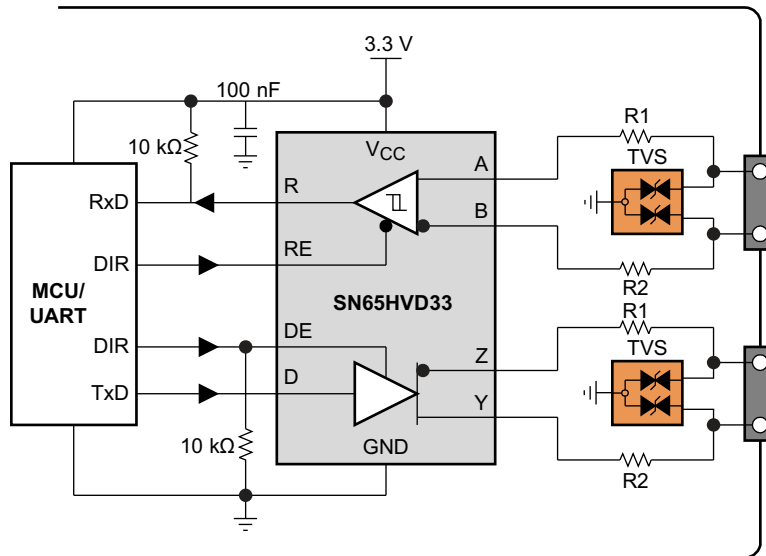 3.3 V
100 nF
10 kΩ
VCC
R1
TVS
A
R
RxD
B
RE
DIR
R2
MCU/
UART
SN65HVD33
R1
TVS
DE
DIR
Z
D
TxD
Y
10 kΩ
GND
R2